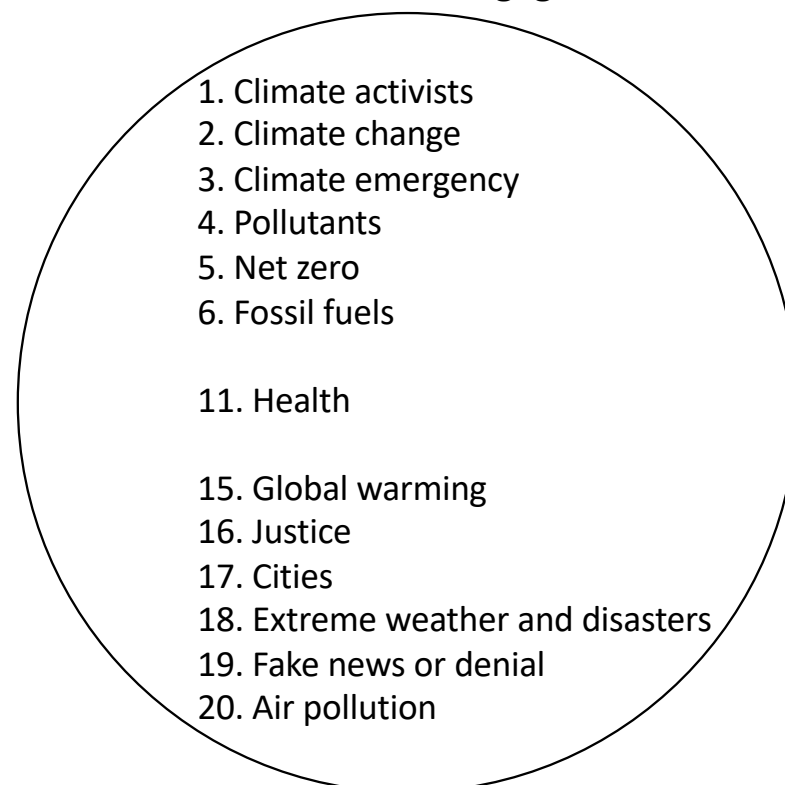 1. Climate activists
2. Climate change
3. Climate emergency
4. Pollutants
5. Net zero
6. Fossil fuels
11. Health
15. Global warming
16. Justice
17. Cities
18. Extreme weather and disasters
19. Fake news or denial
20. Air pollution